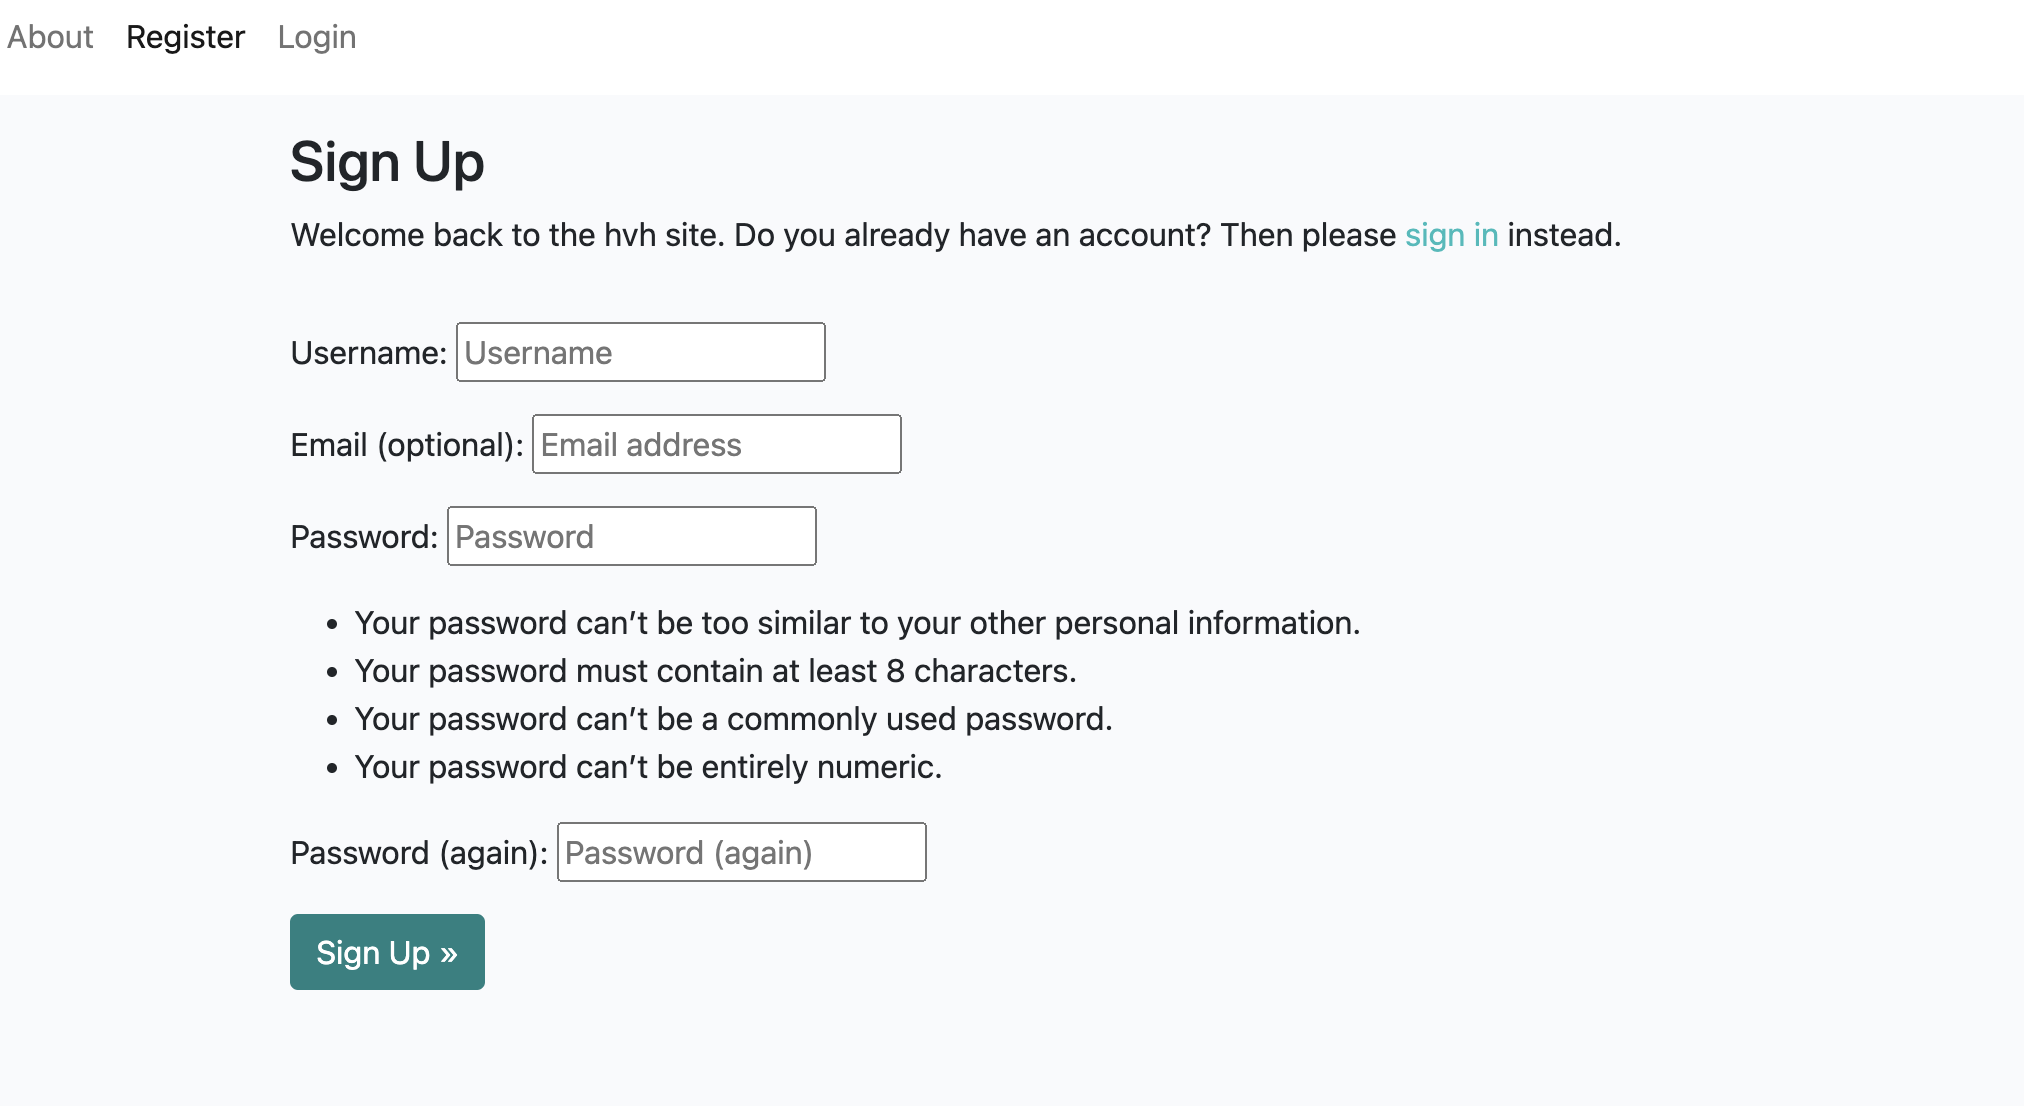 About Register Login
Sign Up
Welcome back to the hvh site. Do you already have an account? Then please sign in instead.
Username: Username
Email (optional): Email address
Password: Password
• Your password can’t be too similar to your other personal information.
• Your password must contain at least 8 characters.
• Your password can’t be a commonly used password.
• Your password can’t be entirely numeric.
Password (again): Password (again)
Sign Up »